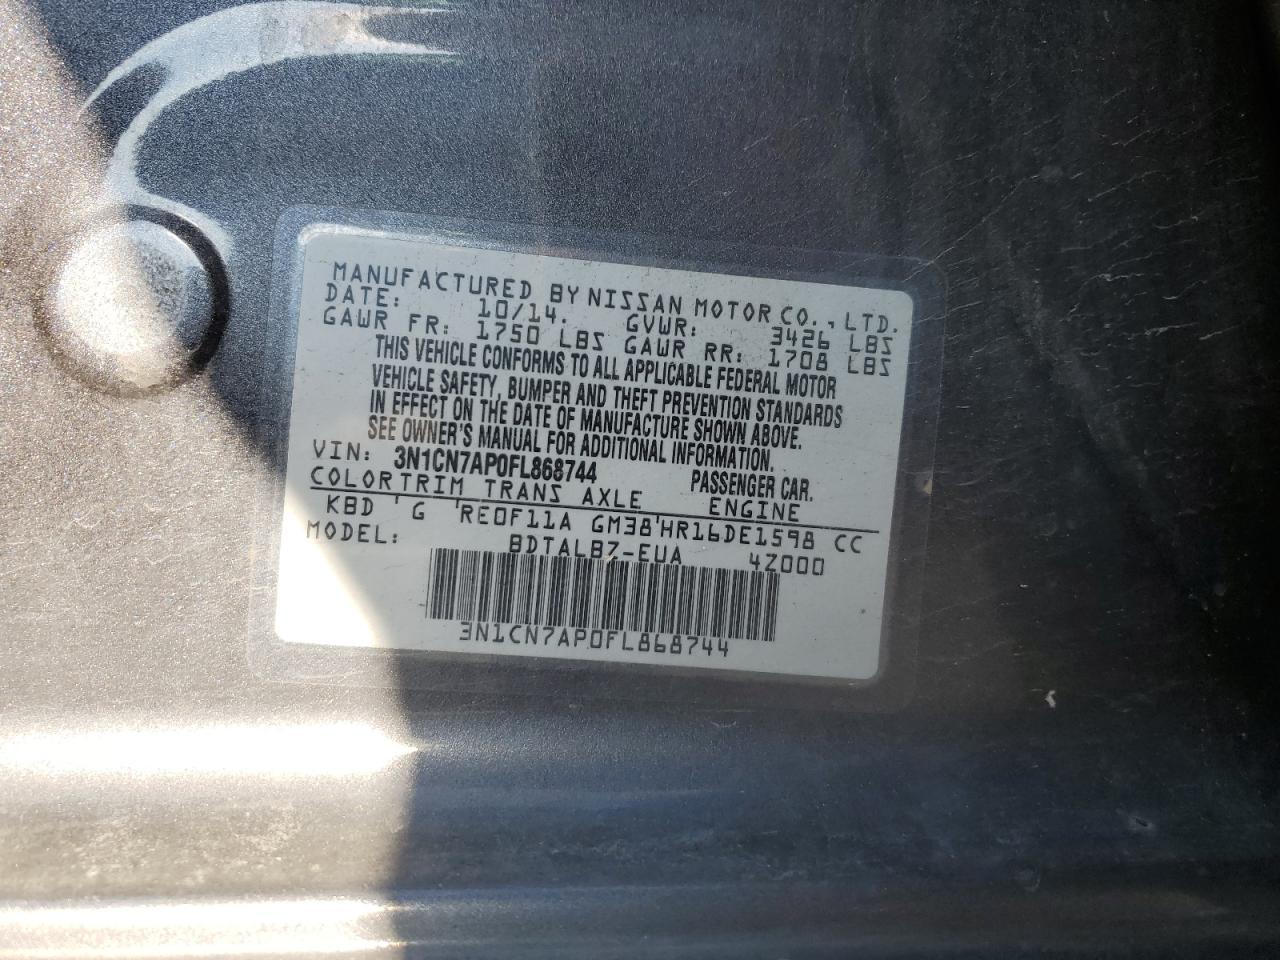 MANUFACTURED BY NISSAN MOTOR CO., LTD.
DATE: 10/14. GVWR: 3426 LBS
GAWR FR: 1750 LBS GAWR RR: 1708 LBS
THIS VEHICLE CONFORMS TO ALL APPLICABLE FEDERAL MOTOR
VEHICLE SAFETY, BUMPER AND THEFT PREVENTION STANDARDS
IN EFFECT ON THE DATE OF MANUFACTURE SHOWN ABOVE.
SEE OWNER'S MANUAL FOR ADDITIONAL INFORMATION.
VIN: 3N1CN7AP0FL868744 PASSENGER CAR.
COLOR TRIM TRANS AXLE ENGINE
KBD 'G 'RE0F11A GM38'HR16DE1598 CC
MODEL: BDTALBZ-EUA 4Z000
3N1CN7AP0FL868744